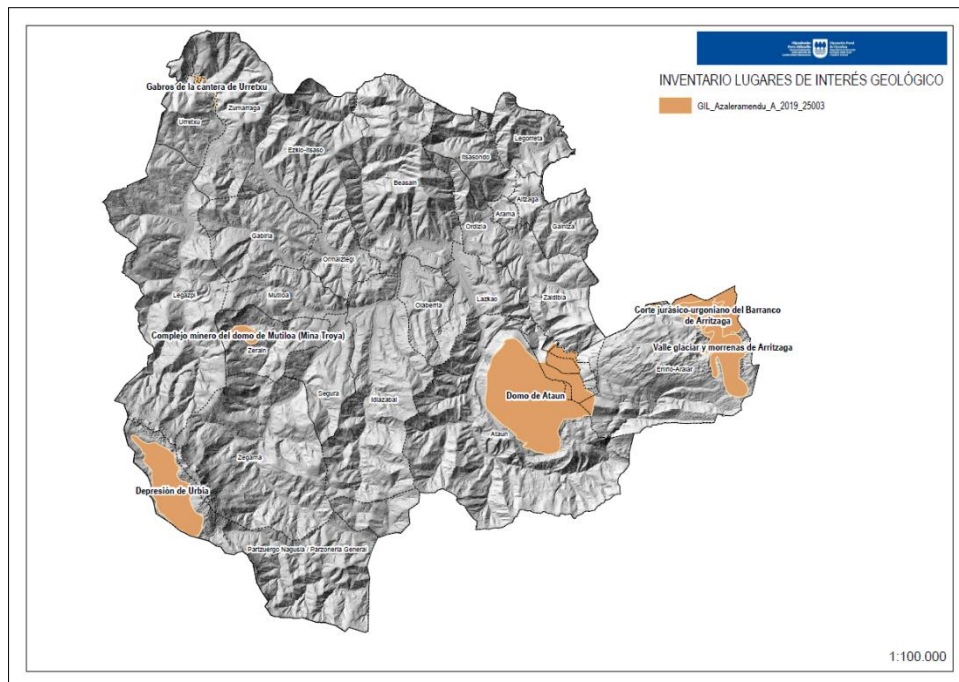 INVENTARIO LUGARES DE INTERÉS GEOLÓGICO
GIL_Azaleramendu_A_2019_25003
Gabros de la cantera de Urretxu
Zumarraga
Urretxu
Legorreta
Ezkio-Itsaso
Itsasondo
Beasain
Altzaga
Arama
Ordizia
Gaintza
Gabiria
Ormaiztegi
Legazpi
Mutiloa
Olaberria
Lazkao
Zaldibia
Corte jurásico-urgoniano del Barranco
de Arritzaga
Complejo minero del domo de Mutiloa (Mina Troya)
Zerain
Valle glaciar y morrenas de Arritzaga
Enirio-Aralar
Segura
Idiazabal
Domo de Ataun
Ataun
Zegama
Depresión de Urbia
Partzuergo Nagusia / Parzonería General
1:100.000